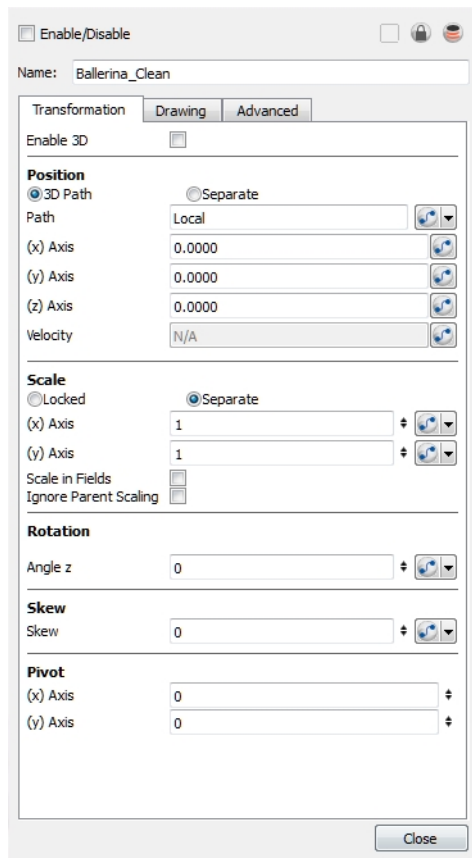 Enable/Disable
Name: Ballerina_Clean
Transformation Drawing Advanced
Enable 3D
Position
3D Path Separate
Path Local
(x) Axis 0.0000
(y) Axis 0.0000
(z) Axis 0.0000
Velocity N/A
Scale
Locked Separate
(x) Axis 1
(y) Axis 1
Scale in Fields
Ignore Parent Scaling
Rotation
Angle z 0
Skew
Skew 0
Pivot
(x) Axis 0
(y) Axis 0
Close